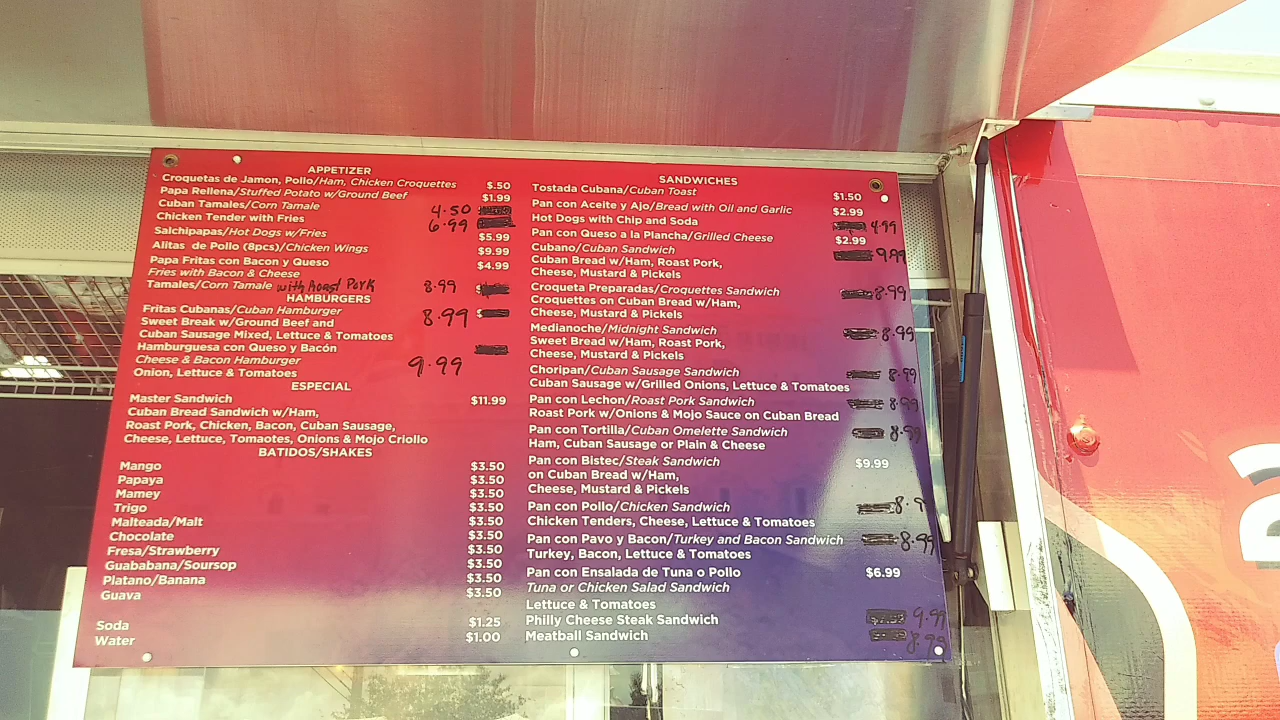 APPETIZER
Croquetas de Jamon, Pollo/Ham, Chicken Croquettes $.50
Papa Rellena/Stuffed Potato w/Ground Beef $1.99
Cuban Tamales/Corn Tamale 4.50
Chicken Tender with Fries 6.99
Salchipapas/Hot Dogs w/Fries $5.99
Alitas de Pollo (8pcs)/Chicken Wings $9.99
Papa Fritas con Bacon y Queso $4.99
Fries with Bacon & Cheese
Tamales/Corn Tamale with Roast Pork 8.99
HAMBURGERS
Fritas Cubanas/Cuban Hamburger 8.99
Sweet Break w/Ground Beef and
Cuban Sausage Mixed, Lettuce & Tomatoes
Hamburguesa con Queso y Bacón
Cheese & Bacon Hamburger 9.99
Onion, Lettuce & Tomatoes
ESPECIAL
Master Sandwich $11.99
Cuban Bread Sandwich w/Ham,
Roast Pork, Chicken, Bacon, Cuban Sausage,
Cheese, Lettuce, Tomaotes, Onions & Mojo Criollo
BATIDOS/SHAKES
Mango $3.50
Papaya $3.50
Mamey $3.50
Trigo $3.50
Malteada/Malt $3.50
Chocolate $3.50
Fresa/Strawberry $3.50
Guababana/Soursop $3.50
Platano/Banana $3.50
Guava $3.50
Soda $1.25
Water $1.00
SANDWICHES
Tostada Cubana/Cuban Toast $1.50
Pan con Aceite y Ajo/Bread with Oil and Garlic $2.99
Hot Dogs with Chip and Soda 4.99
Pan con Queso a la Plancha/Grilled Cheese $2.99
Cubano/Cuban Sandwich 9.99
Cuban Bread w/Ham, Roast Pork,
Cheese, Mustard & Pickels
Croqueta Preparadas/Croquettes Sandwich 8.99
Croquettes on Cuban Bread w/Ham,
Cheese, Mustard & Pickels
Medianoche/Midnight Sandwich 8.99
Sweet Bread w/Ham, Roast Pork,
Cheese, Mustard & Pickels
Choripan/Cuban Sausage Sandwich 8.99
Cuban Sausage w/Grilled Onions, Lettuce & Tomatoes
Pan con Lechon/Roast Pork Sandwich 8.99
Roast Pork w/Onions & Mojo Sauce on Cuban Bread
Pan con Tortilla/Cuban Omelette Sandwich 8.99
Ham, Cuban Sausage or Plain & Cheese
Pan con Bistec/Steak Sandwich $9.99
on Cuban Bread w/Ham,
Cheese, Mustard & Pickels
Pan con Pollo/Chicken Sandwich
Chicken Tenders, Cheese, Lettuce & Tomatoes
Pan con Pavo y Bacon/Turkey and Bacon Sandwich 8.99
Turkey, Bacon, Lettuce & Tomatoes
Pan con Ensalada de Tuna o Pollo $6.99
Tuna or Chicken Salad Sandwich
Lettuce & Tomatoes
Philly Cheese Steak Sandwich 9.99
Meatball Sandwich 8.99